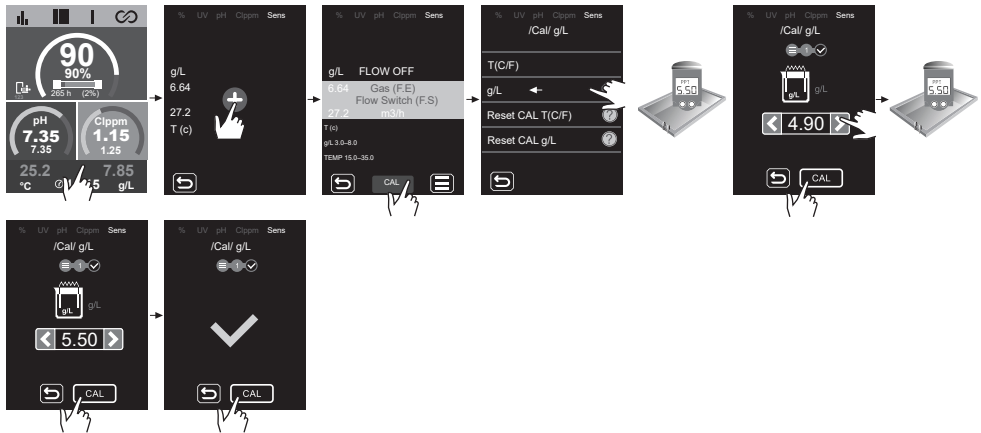 90
90%
265 h (2%)
pH
7.35
7.35
Clppm
1.15
1.25
25.2
7.85
°C
g/L
% UV pH Clppm Sens
g/L
6.64
27.2
T (c)
% UV pH Clppm Sens
g/L FLOW OFF
6.64 Gas (F.E)
Flow Switch (F.S)
27.2 m3/h
T (c)
g/L 3.0–8.0
TEMP 15.0–35.0
CAL
% UV pH Clppm Sens
/Cal/ g/L
T(C/F)
g/L
Reset CAL T(C/F) ?
Reset CAL g/L ?
PPT
5.50
% UV pH Clppm Sens
/Cal/ g/L
1
g/L g/L
4.90
CAL
PPT
5.50
% UV pH Clppm Sens
/Cal/ g/L
1
g/L g/L
5.50
CAL
% UV pH Clppm Sens
/Cal/ g/L
1
CAL